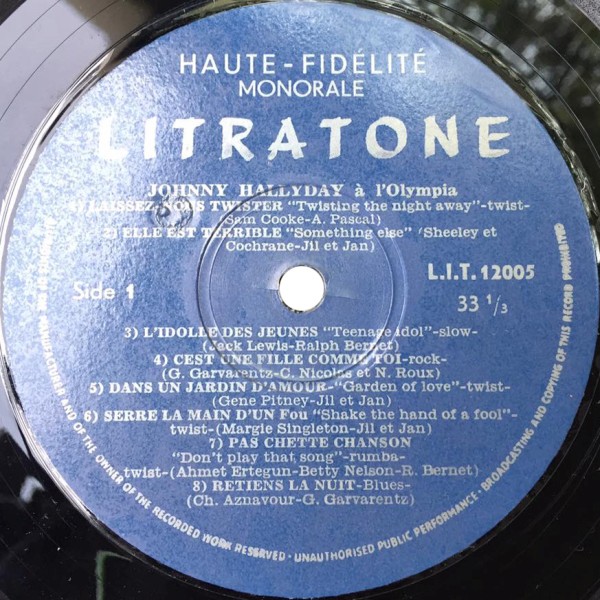 HAUTE - FIDÉLITÉ
MONORALE
LITRATONE
JOHNNY HALLYDAY à l'Olympia
1) LAISSEZ-NOUS TWISTER "Twisting the night away"-twist-
(Sam Cooke-A. Pascal)
2) ELLE EST TERRIBLE "Something else" (Sheeley et
Cochrane-Jil et Jan)
Side 1
L.I.T. 12005
33 1/3
3) L'IDOLLE DES JEUNES "Teenage idol"-slow-
(Jack Lewis-Ralph Bernet)
4) CEST UNE FILLE COMME TOI-rock-
(G. Garvarentz-C. Nicolas et N. Roux)
5) DANS UN JARDIN D'AMOUR-"Garden of love"-twist-
(Gene Pitney-Jil et Jan)
6) SERRE LA MAIN D'UN Fou "Shake the hand of a fool"-
twist-(Margie Singleton-Jil et Jan)
7) PAS CHETTE CHANSON
"Don't play that song"-rumba-
twist-(Ahmet Ertegun-Betty Nelson-R. Bernet)
8) RETIENS LA NUIT-Blues-
(Ch. Aznavour-G. Garvarentz)
MANUFACTURER AND OF THE OWNER OF THE RECORDED WORK RESERVED · UNAUTHORISED PUBLIC PERFORMANCE · BROADCASTING AND COPYING OF THIS RECORD PROHIBITED